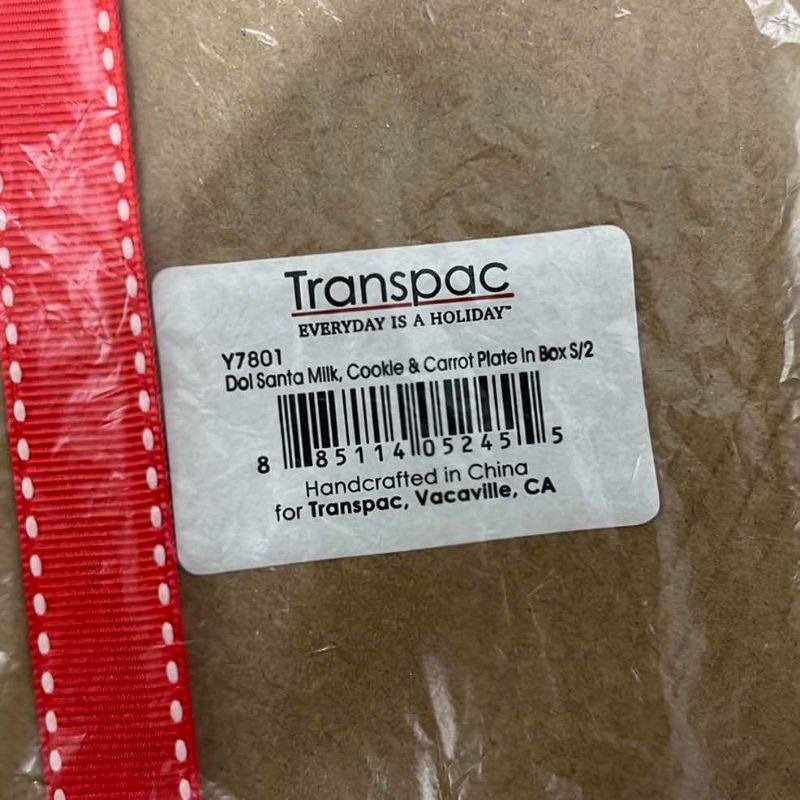 Transpac
EVERYDAY IS A HOLIDAY™
Y7801
Dol Santa Milk, Cookie & Carrot Plate In Box S/2
8 85114 05245 5
Handcrafted in China
for Transpac, Vacaville, CA